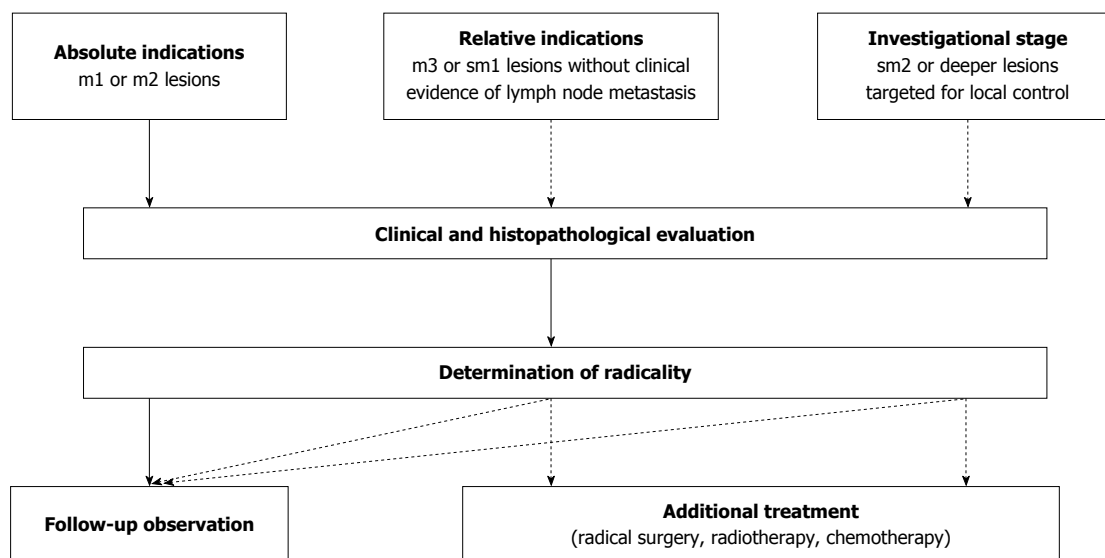 Absolute indications
m1 or m2 lesions
Relative indications
m3 or sm1 lesions without clinical
evidence of lymph node metastasis
Investigational stage
sm2 or deeper lesions
targeted for local control
Clinical and histopathological evaluation
Determination of radicality
Follow-up observation
Additional treatment
(radical surgery, radiotherapy, chemotherapy)